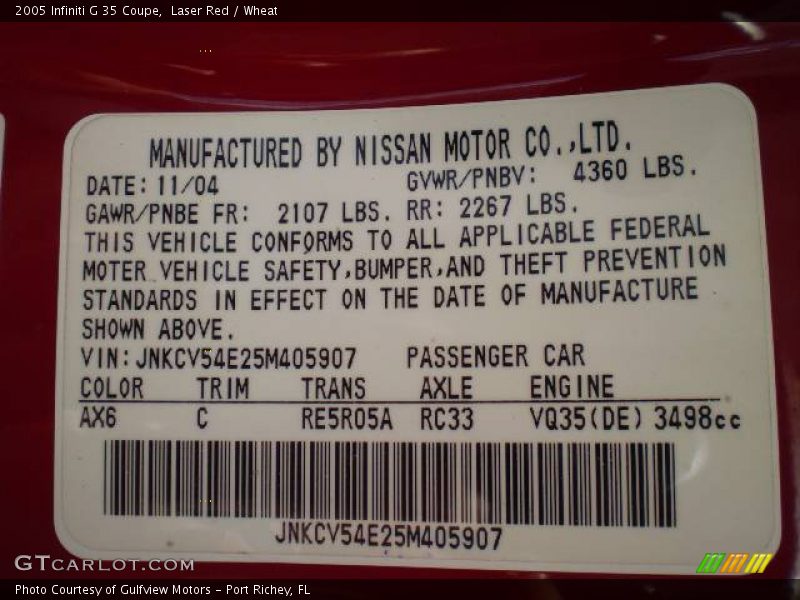 2005 Infiniti G 35 Coupe,  Laser Red / Wheat
MANUFACTURED BY NISSAN MOTOR CO.,LTD.
DATE: 11/04 GVWR/PNBV: 4360 LBS.
GAWR/PNBE FR: 2107 LBS. RR: 2267 LBS.
THIS VEHICLE CONFORMS TO ALL APPLICABLE FEDERAL
MOTER VEHICLE SAFETY,BUMPER,AND THEFT PREVENTION
STANDARDS IN EFFECT ON THE DATE OF MANUFACTURE
SHOWN ABOVE.
VIN: JNKCV54E25M405907 PASSENGER CAR
COLOR TRIM TRANS AXLE ENGINE
AX6 C RE5R05A RC33 VQ35(DE) 3498cc
JNKCV54E25M405907
GTCARLOT.COM
Photo Courtesy of Gulfview Motors - Port Richey, FL